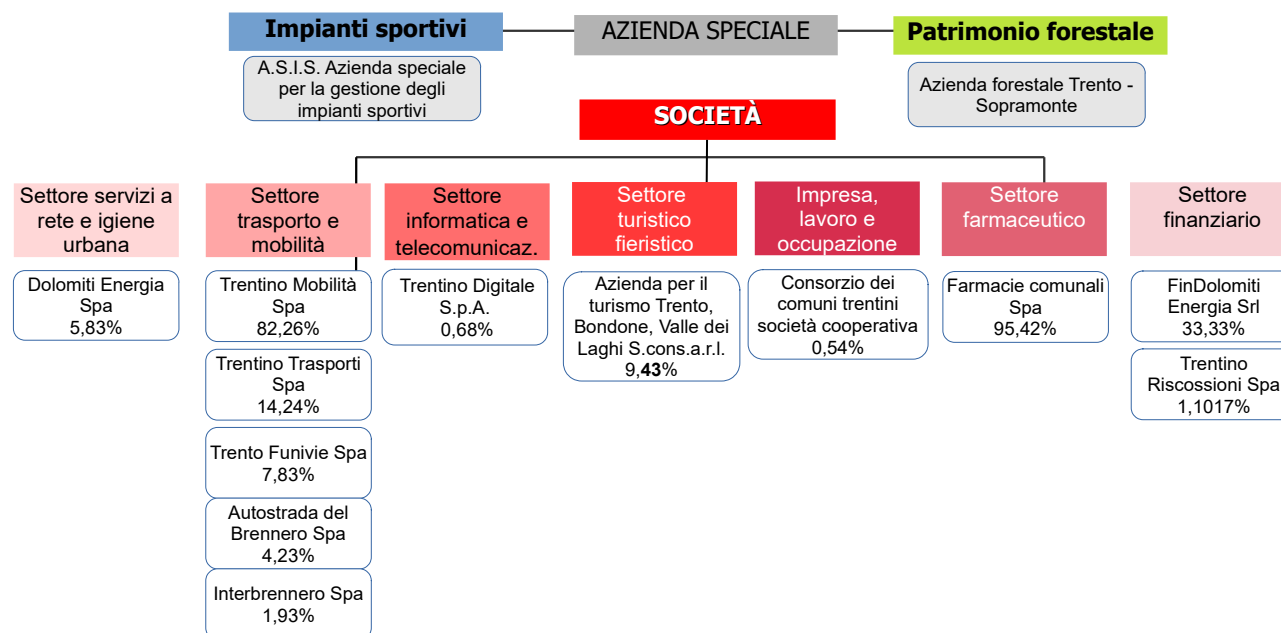 Impianti sportivi
AZIENDA SPECIALE
Patrimonio forestale
A.S.I.S. Azienda speciale
per la gestione degli
impianti sportivi
Azienda forestale Trento -
Sopramonte
SOCIETÀ
Settore servizi a
rete e igiene
urbana
Settore
trasporto e
mobilità
Settore
informatica e
telecomunicaz.
Settore
turistico
fieristico
Impresa,
lavoro e
occupazione
Settore
farmaceutico
Settore
finanziario
Dolomiti Energia
Spa
5,83%
Trentino Mobilità
Spa
82,26%
Trentino Digitale
S.p.A.
0,68%
Azienda per il
turismo Trento,
Bondone, Valle dei
Laghi S.cons.a.r.l.
9,43%
Consorzio dei
comuni trentini
società cooperativa
0,54%
Farmacie comunali
Spa
95,42%
FinDolomiti
Energia Srl
33,33%
Trentino Trasporti
Spa
14,24%
Trentino
Riscossioni Spa
1,1017%
Trento Funivie Spa
7,83%
Autostrada del
Brennero Spa
4,23%
Interbrennero Spa
1,93%